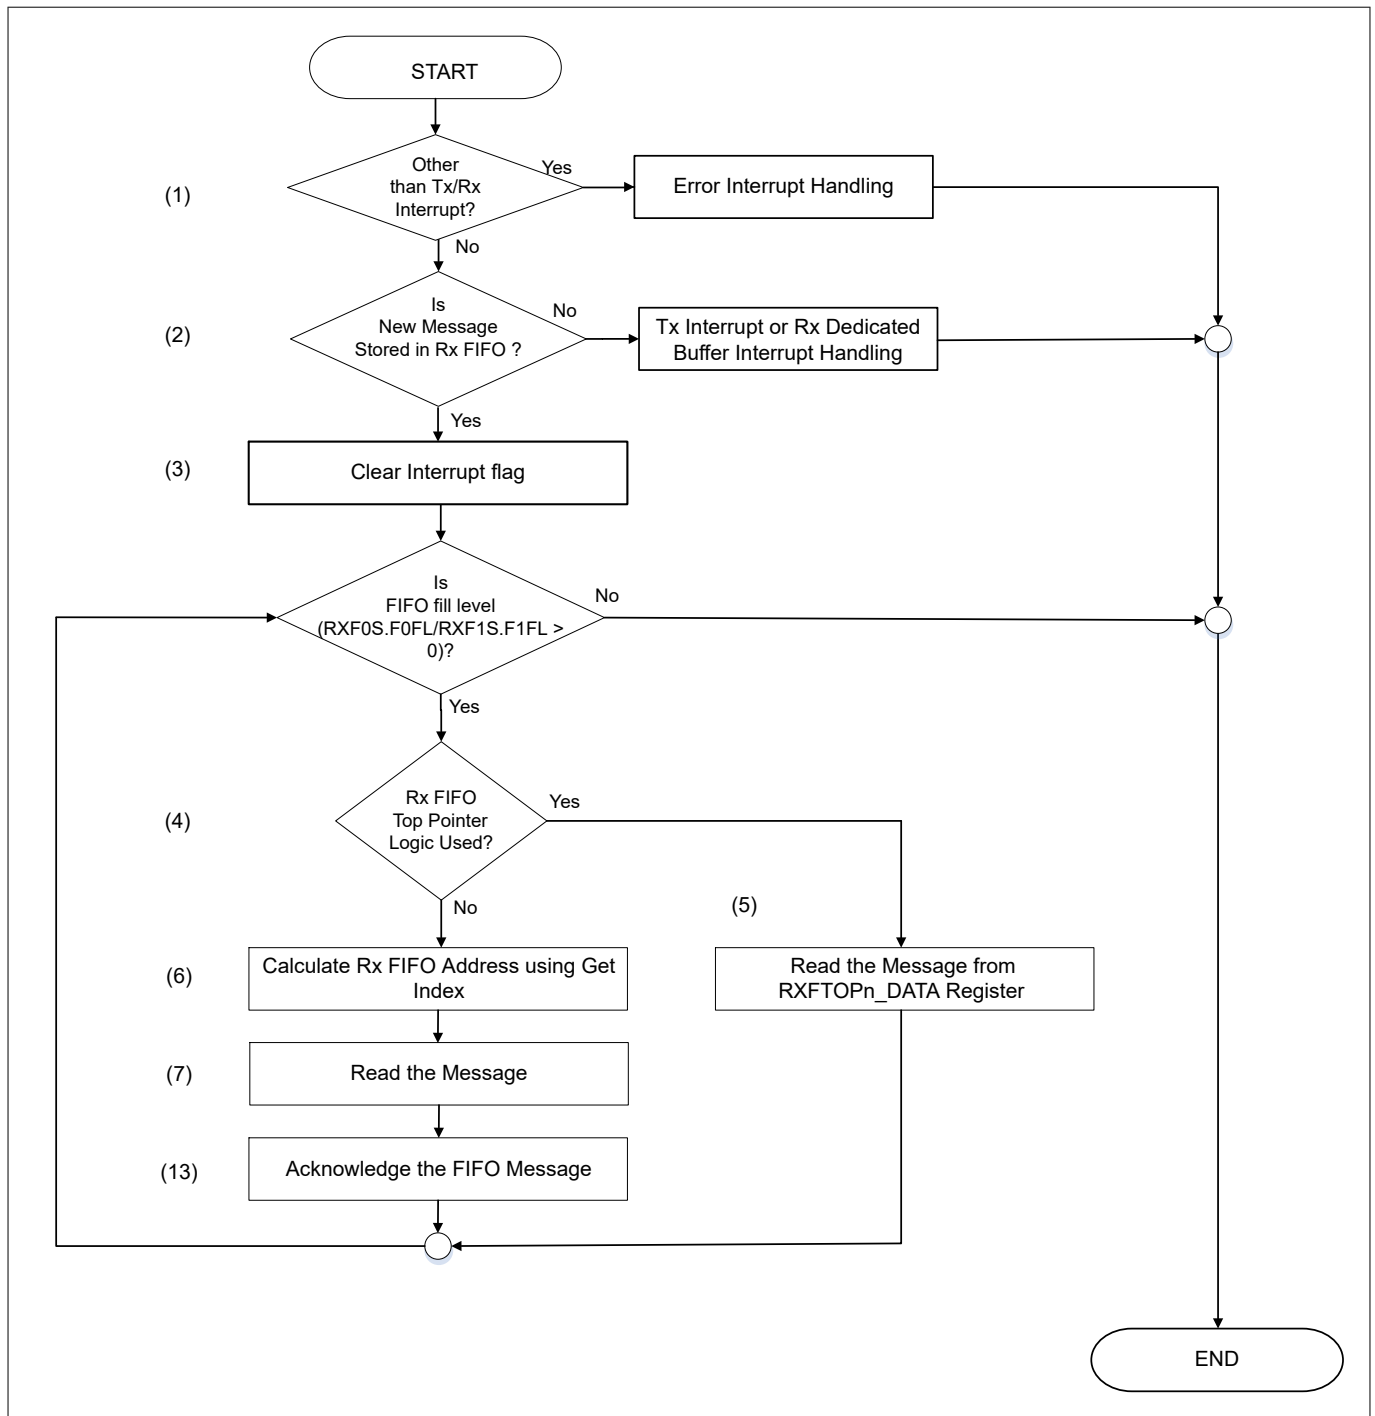 START
Other
than Tx/Rx
Interrupt?
Yes
Error Interrupt Handling
(1)
No
Is
New Message
Stored in Rx FIFO ?
No
Tx Interrupt or Rx Dedicated
Buffer Interrupt Handling
(2)
Yes
(3)
Clear Interrupt flag
Is
FIFO fill level
(RXF0S.F0FL/RXF1S.F1FL >
0)?
No
Yes
(4)
Rx FIFO
Top Pointer
Logic Used?
Yes
No
(5)
(6)
Calculate Rx FIFO Address using Get
Index
Read the Message from
RXFTOPn_DATA Register
(7)
Read the Message
(13)
Acknowledge the FIFO Message
END